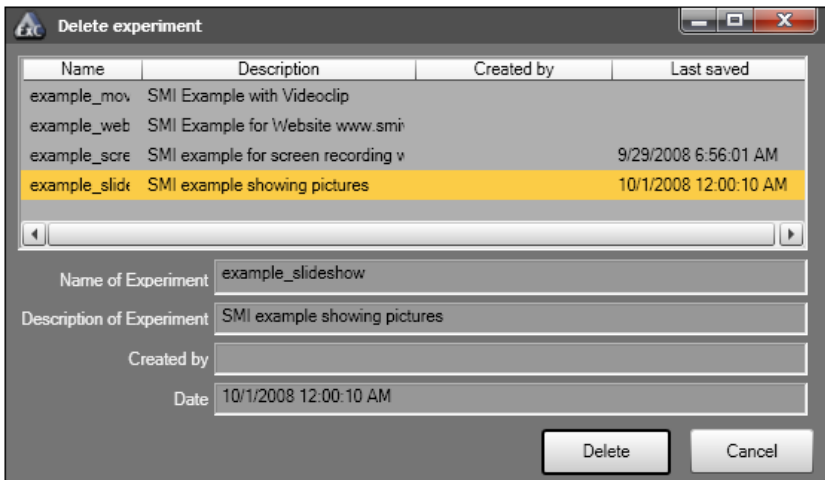 Exc Delete experiment
Name Description Created by Last saved
example_mov SMI Example with Videoclip
example_web SMI Example for Website www.smi
example_scre SMI example for screen recording w 9/29/2008 6:56:01 AM
example_slide SMI example showing pictures 10/1/2008 12:00:10 AM
Name of Experiment example_slideshow
Description of Experiment SMI example showing pictures
Created by
Date 10/1/2008 12:00:10 AM
Delete Cancel